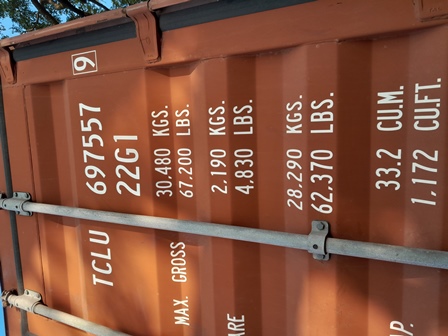 TCLU 697557 9
22G1
MAX. GROSS 30.480 KGS.
67.200 LBS.
ARE 2.190 KGS.
4.830 LBS.
28.290 KGS.
62.370 LBS.
P. 33.2 CU.M.
1,172 CU.FT.